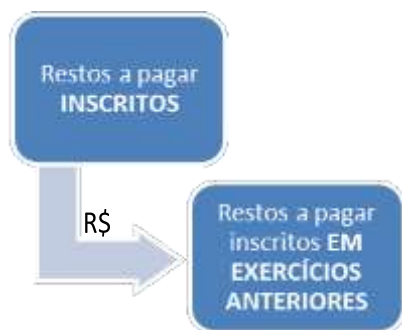 Restos a pagar
INSCRITOS
R$
Restos a pagar
inscritos EM
EXERCÍCIOS
ANTERIORES